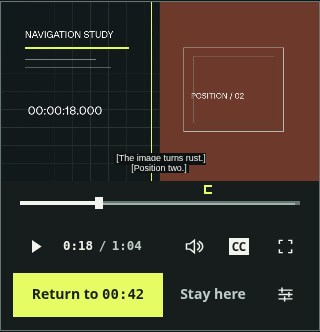 NAVIGATION STUDY
00:00:18.000
POSITION / 02
[The image turns rust.]
[Position two.]
0:18 / 1:04
CC
Return to 00:42
Stay here